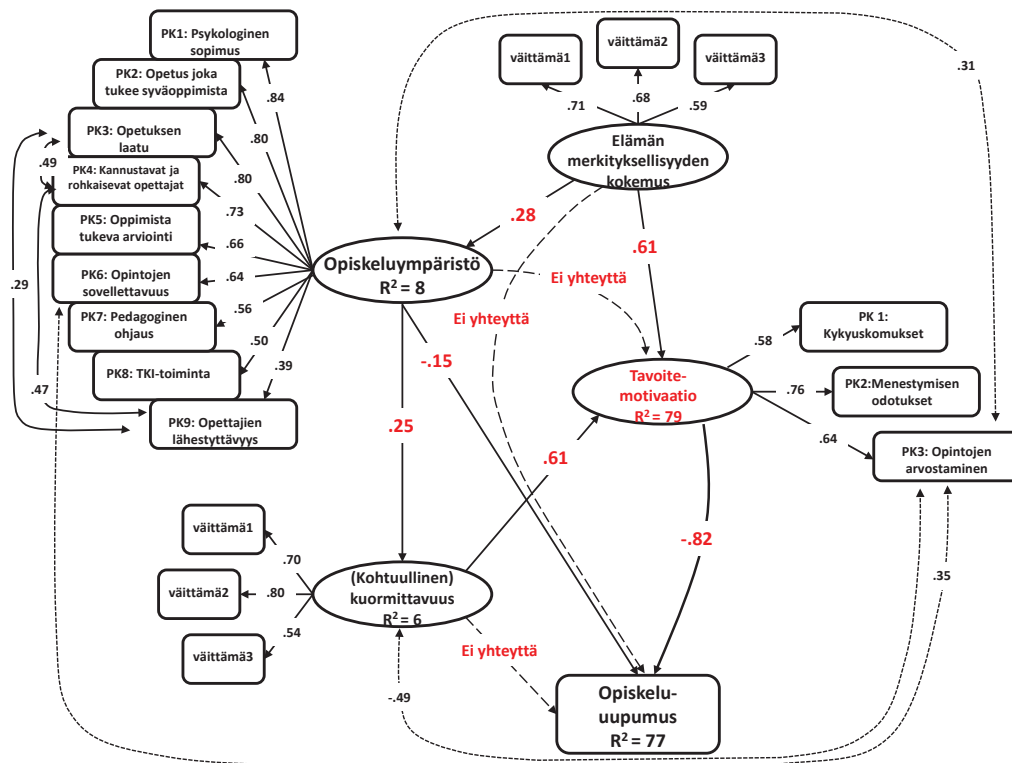 PK1: Psykologinen
sopimus
PK2: Opetus joka
tukee syväoppimista
PK3: Opetuksen
laatu
PK4: Kannustavat ja
rohkaisevat opettajat
PK5: Oppimista
tukeva arviointi
PK6: Opintojen
sovellettavuus
PK7: Pedagoginen
ohjaus
PK8: TKI-toiminta
PK9: Opettajien
lähestyttävyys
.84
.80
.80
.73
.66
.64
.56
.50
.39
.49
.29
.47
väittämä1
väittämä2
väittämä3
.71
.68
.59
.31
Elämän
merkityksellisyyden
kokemus
.28
.61
Opiskeluympäristö
R² = 8
Ei yhteyttä
Ei yhteyttä
-.15
.25
Tavoite-
motivaatio
R² = 79
.58
.76
.64
PK 1:
Kykyuskomukset
PK2:Menestymisen
odotukset
PK3: Opintojen
arvostaminen
.61
-.82
väittämä1
väittämä2
väittämä3
.70
.80
.54
(Kohtuullinen)
kuormittavuus
R² = 6
Ei yhteyttä
-.49
.35
Opiskelu-
uupumus
R² = 77